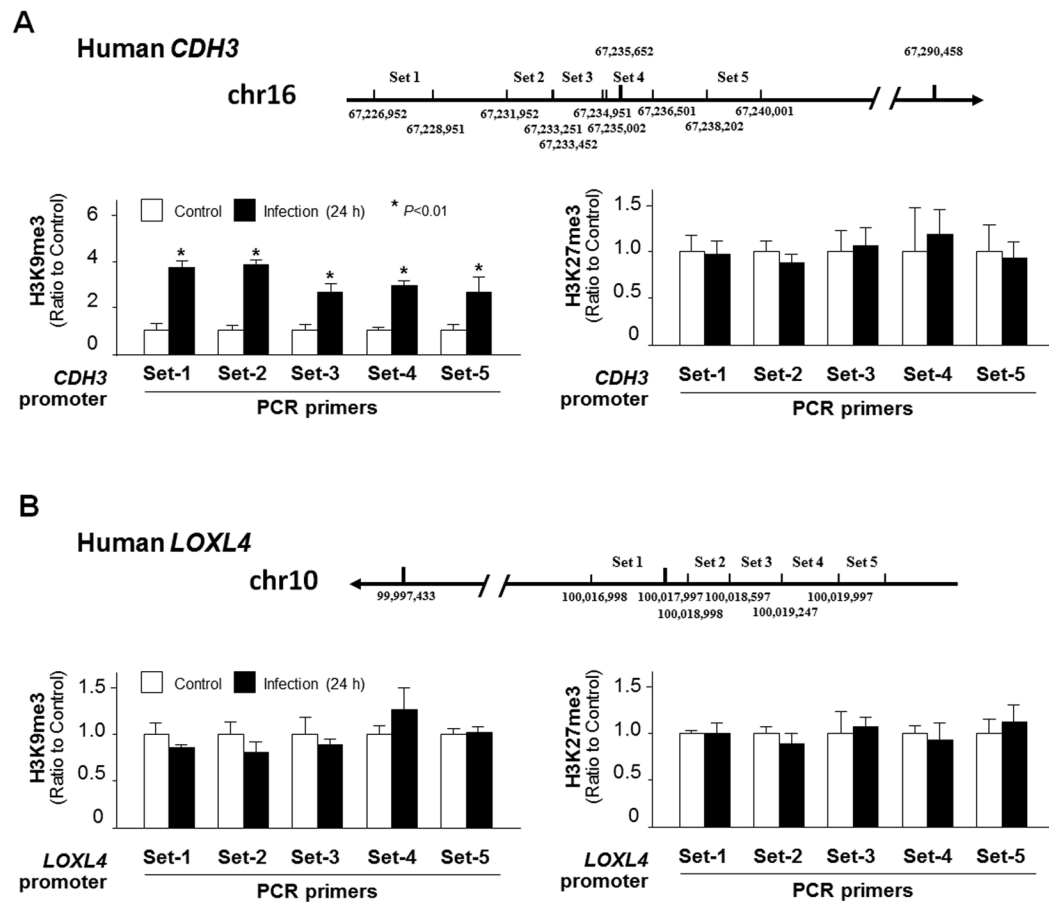 A
Human CDH3
67,235,652
67,290,458
Set 1
Set 2
Set 3
Set 4
Set 5
chr16
67,226,952
67,231,952
67,234,951
67,236,501
67,240,001
67,228,951
67,233,251
67,235,002
67,238,202
67,233,452
H3K9me3
(Ratio to Control)
6
4
2
0
Control
Infection (24 h)
* P<0.01
*
*
*
*
*
Set-1
Set-2
Set-3
Set-4
Set-5
CDH3
promoter
PCR primers
H3K27me3
(Ratio to Control)
1.5
1.0
0.5
0
Set-1
Set-2
Set-3
Set-4
Set-5
CDH3
promoter
PCR primers
B
Human LOXL4
Set 1
Set 2
Set 3
Set 4
Set 5
chr10
99,997,433
100,016,998
100,017,997
100,018,597
100,019,997
100,018,998
100,019,247
H3K9me3
(Ratio to Control)
1.5
1.0
0.5
0
Control
Infection (24 h)
Set-1
Set-2
Set-3
Set-4
Set-5
LOXL4
promoter
PCR primers
H3K27me3
(Ratio to Control)
1.5
1.0
0.5
0
Set-1
Set-2
Set-3
Set-4
Set-5
LOXL4
promoter
PCR primers